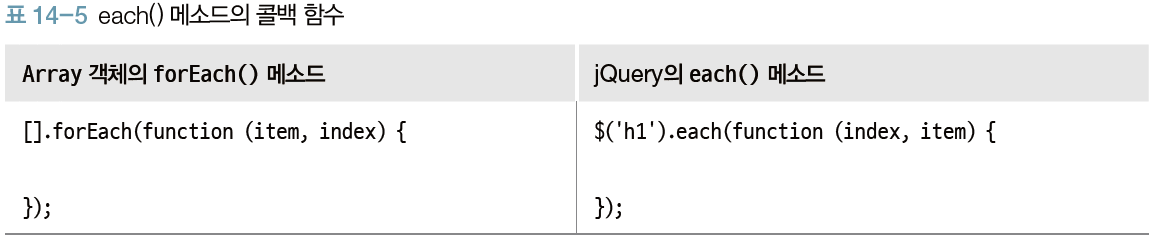 표 14-5 each() 메소드의 콜백 함수
Array 객체의 forEach() 메소드
jQuery의 each() 메소드
[].forEach(function (item, index) {
});
$('h1').each(function (index, item) {
});